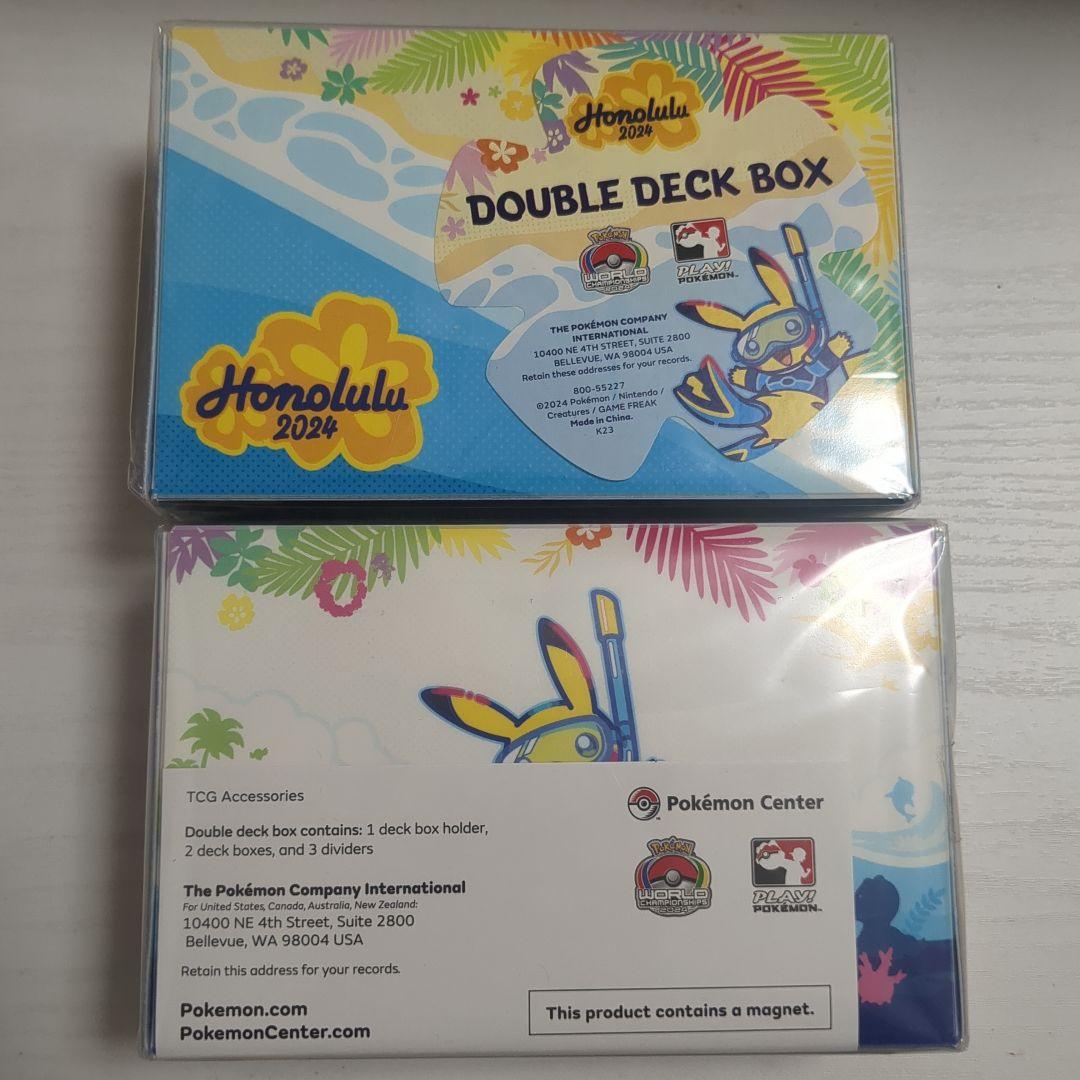 Honolulu
2024
DOUBLE DECK BOX
Pokémon
WORLD
CHAMPIONSHIPS
2024
PLAY!
POKÉMON™
THE POKÉMON COMPANY
INTERNATIONAL
10400 NE 4TH STREET, SUITE 2800
BELLEVUE, WA 98004 USA
Retain these addresses for your records.
800-55227
©2024 Pokémon / Nintendo /
Creatures / GAME FREAK
Made in China.
K23
Honolulu
2024
TCG Accessories
Double deck box contains: 1 deck box holder,
2 deck boxes, and 3 dividers
The Pokémon Company International
For United States, Canada, Australia, New Zealand:
10400 NE 4th Street, Suite 2800
Bellevue, WA 98004 USA
Retain this address for your records.
Pokemon.com
PokemonCenter.com
Pokémon Center
Pokémon
WORLD
CHAMPIONSHIPS
2024
PLAY!
POKÉMON™
This product contains a magnet.